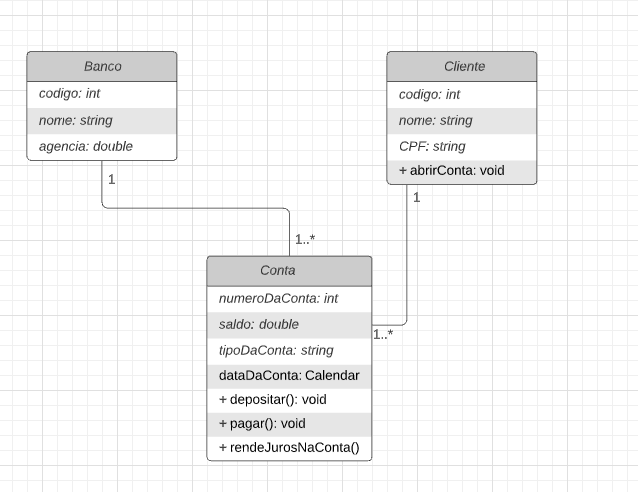 Banco
codigo: int
nome: string
agencia: double
1
Cliente
codigo: int
nome: string
CPF: string
+ abrirConta: void
1
1..*
Conta
numeroDaConta: int
saldo: double
tipoDaConta: string
dataDaConta: Calendar
+ depositar(): void
+ pagar(): void
+ rendeJurosNaConta()
1..*